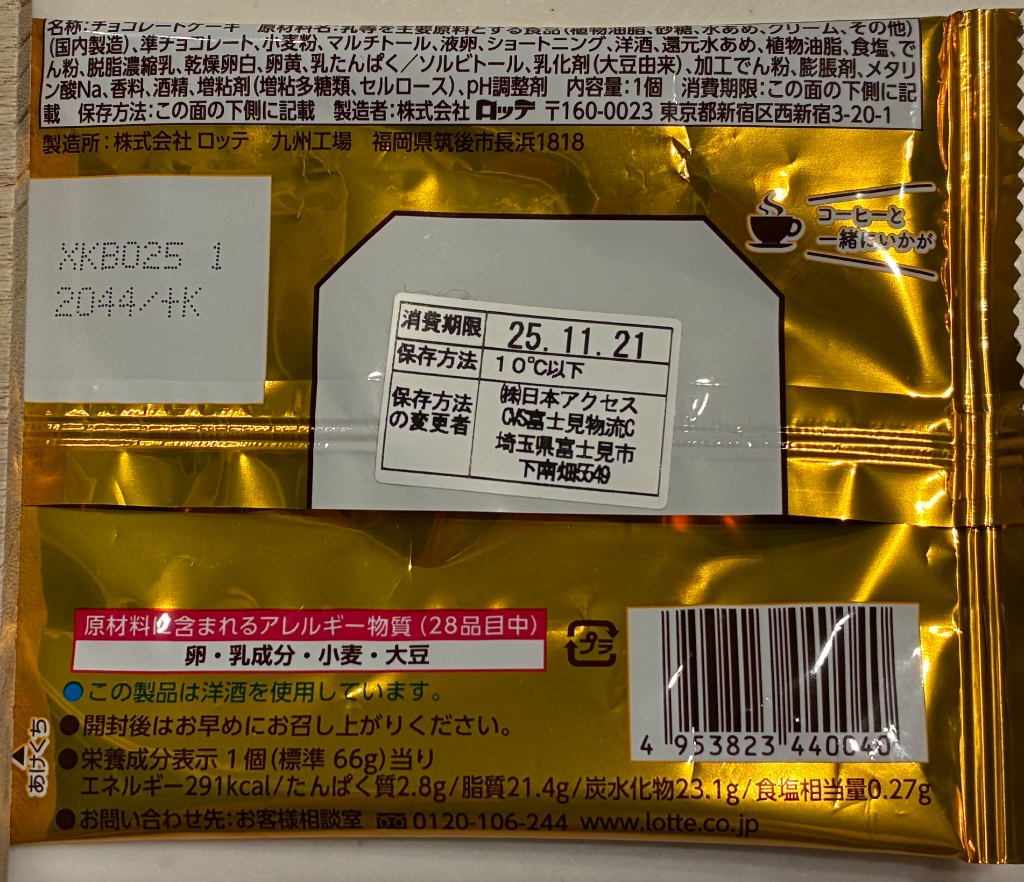 名称:チョコレートケーキ 原材料名:乳等を主要原料とする食品(植物油脂、砂糖、水あめ、クリーム、その他)
(国内製造)、準チョコレート、小麦粉、マルチトール、液卵、ショートニング、洋酒、還元水あめ、植物油脂、食塩、で
ん粉、脱脂濃縮乳、乾燥卵白、卵黄、乳たんぱく/ソルビトール、乳化剤(大豆由来)、加工でん粉、膨脹剤、メタリ
ン酸Na、香料、酒精、増粘剤(増粘多糖類、セルロース)、pH調整剤 内容量:1個 消費期限:この面の下側に記
載 保存方法:この面の下側に記載 製造者:株式会社 ロッテ 〒160-0023 東京都新宿区西新宿3-20-1
製造所:株式会社 ロッテ 九州工場 福岡県筑後市長浜1818
XKB025 1
2044/+K
コーヒーと
一緒にいかが
消費期限 25.11.21
保存方法 10℃以下
保存方法の変更者
㈱日本アクセス
CVS富士見物流C
埼玉県富士見市
下南畑5549
原材料に含まれるアレルギー物質(28品目中)
卵・乳成分・小麦・大豆
プラ
●この製品は洋酒を使用しています。
●開封後はお早めにお召し上がりください。
●栄養成分表示 1個(標準 66g)当り
エネルギー291kcal/たんぱく質2.8g/脂質21.4g/炭水化物23.1g/食塩相当量0.27g
●お問い合わせ先:お客様相談室 0120-106-244 www.lotte.co.jp
あけくち
4 953823 440040